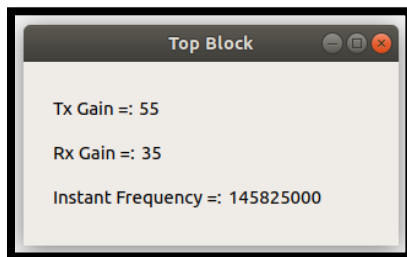 Top Block
Tx Gain =: 55
Rx Gain =: 35
Instant Frequency =: 145825000